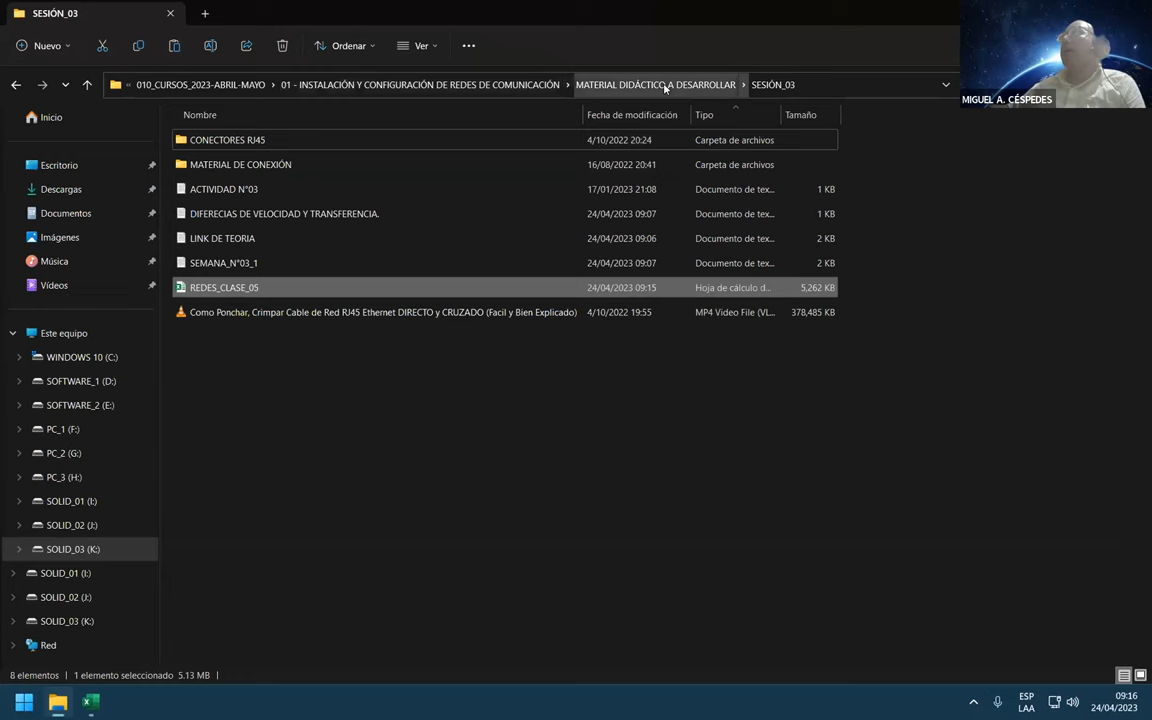 SESIÓN_03
Nuevo
Ordenar
Ver
010_CURSOS_2023-ABRIL-MAYO
01 - INSTALACIÓN Y CONFIGURACIÓN DE REDES DE COMUNICACIÓN
MATERIAL DIDÁCTICO A DESARROLLAR
SESIÓN_03
MIGUEL A. CÉSPEDES
Inicio
Escritorio
Descargas
Documentos
Imágenes
Música
Vídeos
Este equipo
WINDOWS 10 (C:)
SOFTWARE_1 (D:)
SOFTWARE_2 (E:)
PC_1 (F:)
PC_2 (G:)
PC_3 (H:)
SOLID_01 (I:)
SOLID_02 (J:)
SOLID_03 (K:)
SOLID_01 (I:)
SOLID_02 (J:)
SOLID_03 (K:)
Red
Nombre Fecha de modificación Tipo Tamaño
CONECTORES RJ45 4/10/2022 20:24 Carpeta de archivos
MATERIAL DE CONEXIÓN 16/08/2022 20:41 Carpeta de archivos
ACTIVIDAD N°03 17/01/2023 21:08 Documento de tex... 1 KB
DIFERECIAS DE VELOCIDAD Y TRANSFERENCIA. 24/04/2023 09:07 Documento de tex... 1 KB
LINK DE TEORIA 24/04/2023 09:06 Documento de tex... 2 KB
SEMANA_N°03_1 24/04/2023 09:07 Documento de tex... 2 KB
REDES_CLASE_05 24/04/2023 09:15 Hoja de cálculo d... 5,262 KB
Como Ponchar, Crimpar Cable de Red RJ45 Ethernet DIRECTO y CRUZADO (Facil y Bien Explicado) 4/10/2022 19:55 MP4 Video File (VL... 378,485 KB
8 elementos 1 elemento seleccionado 5.13 MB
ESP
LAA
09:16
24/04/2023